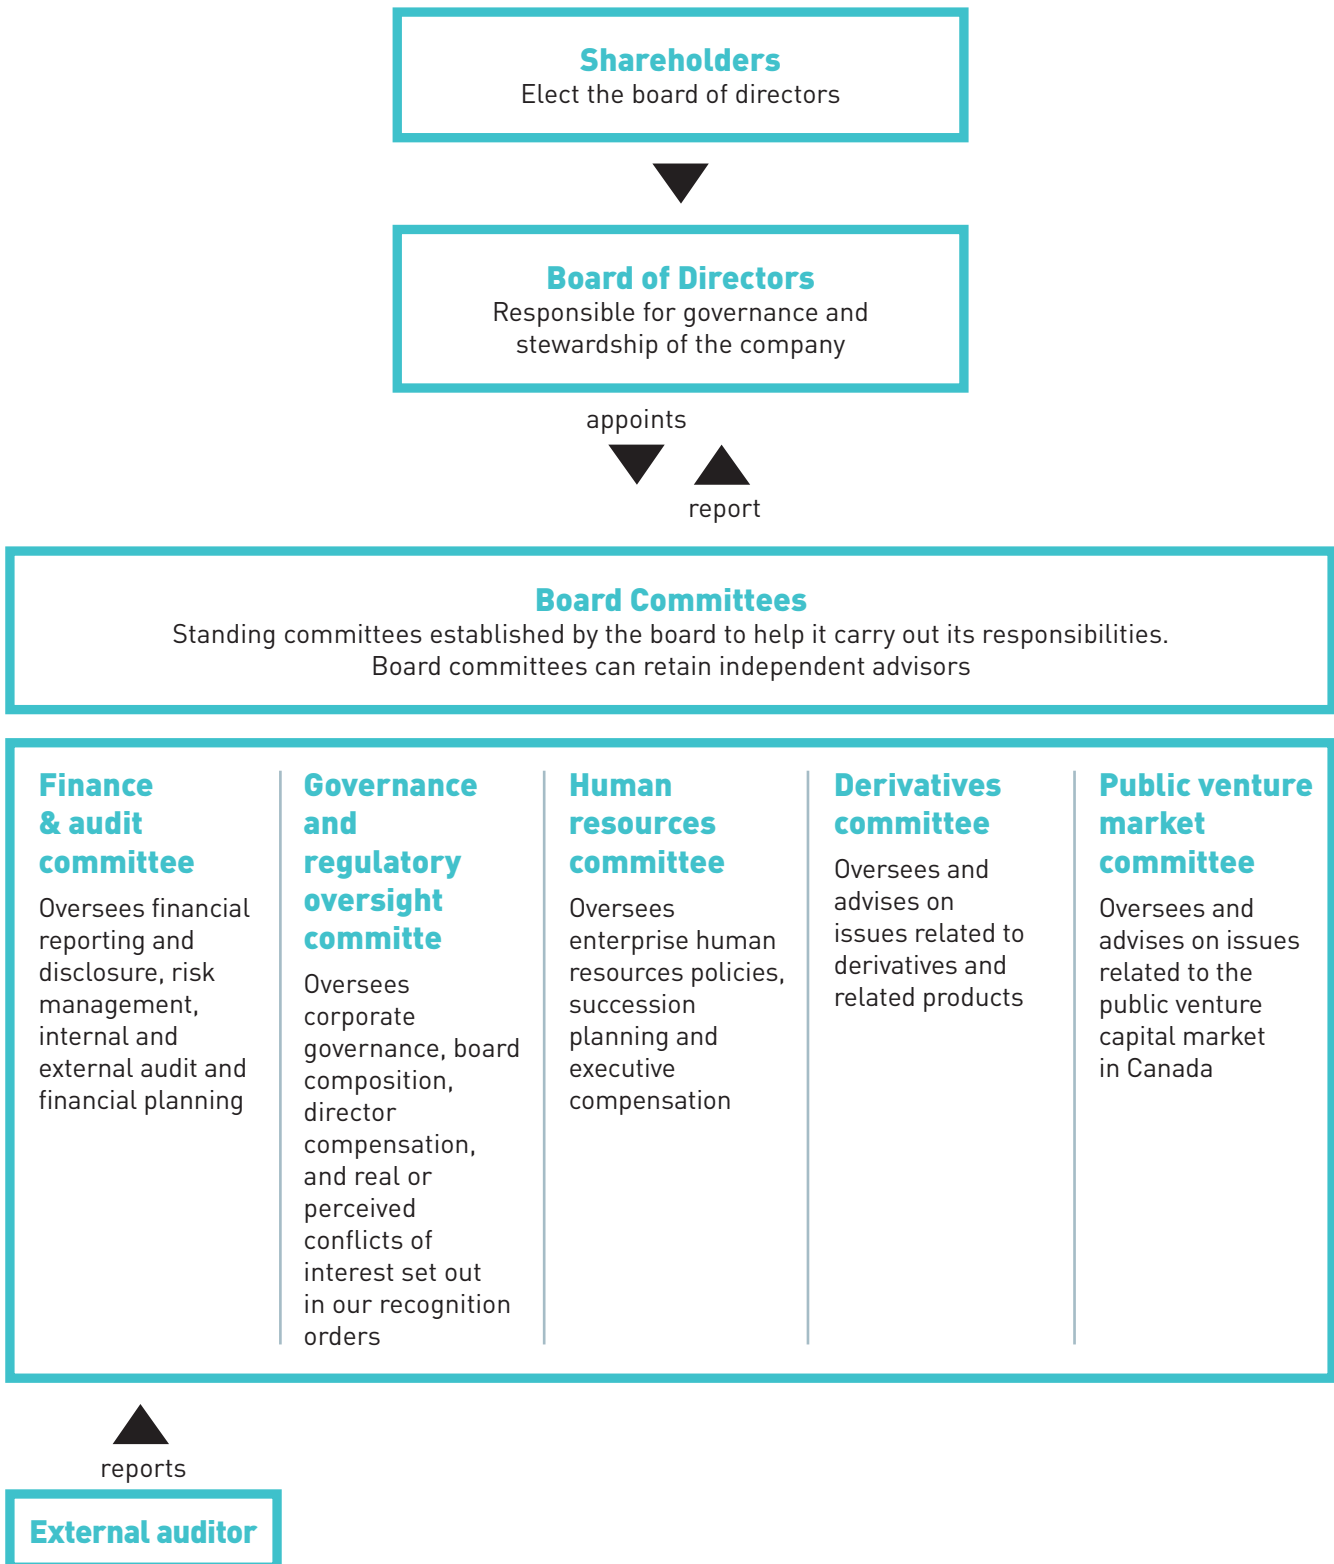 Shareholders
Elect the board of directors
Board of Directors
Responsible for governance and
stewardship of the company
appoints
report
Board Committees
Standing committees established by the board to help it carry out its responsibilities.
Board committees can retain independent advisors
Finance
& audit
committee
Oversees financial
reporting and
disclosure, risk
management,
internal and
external audit and
financial planning
Governance
and
regulatory
oversight
committe
Oversees
corporate
governance, board
composition,
director
compensation,
and real or
perceived
conflicts of
interest set out
in our recognition
orders
Human
resources
committee
Oversees
enterprise human
resources policies,
succession
planning and
executive
compensation
Derivatives
committee
Oversees and
advises on
issues related to
derivatives and
related products
Public venture
market
committee
Oversees and
advises on issues
related to the
public venture
capital market
in Canada
reports
External auditor